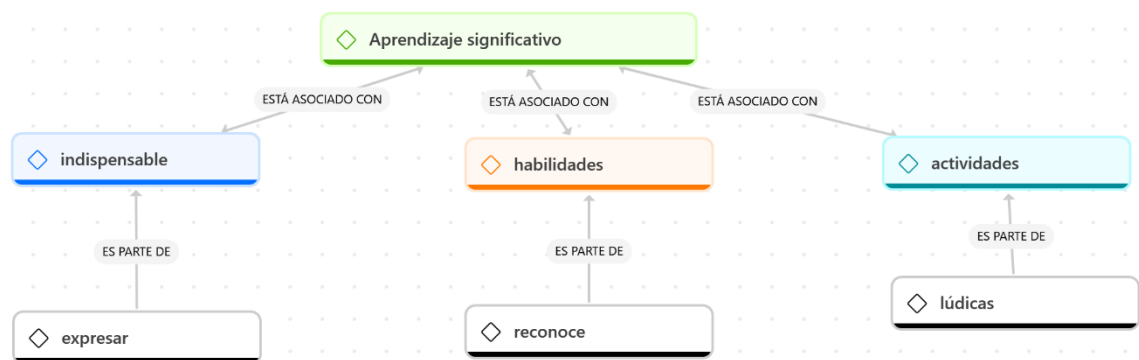 Aprendizaje significativo
ESTÁ ASOCIADO CON
ESTÁ ASOCIADO CON
ESTÁ ASOCIADO CON
indispensable
habilidades
actividades
ES PARTE DE
ES PARTE DE
ES PARTE DE
expresar
reconoce
lúdicas